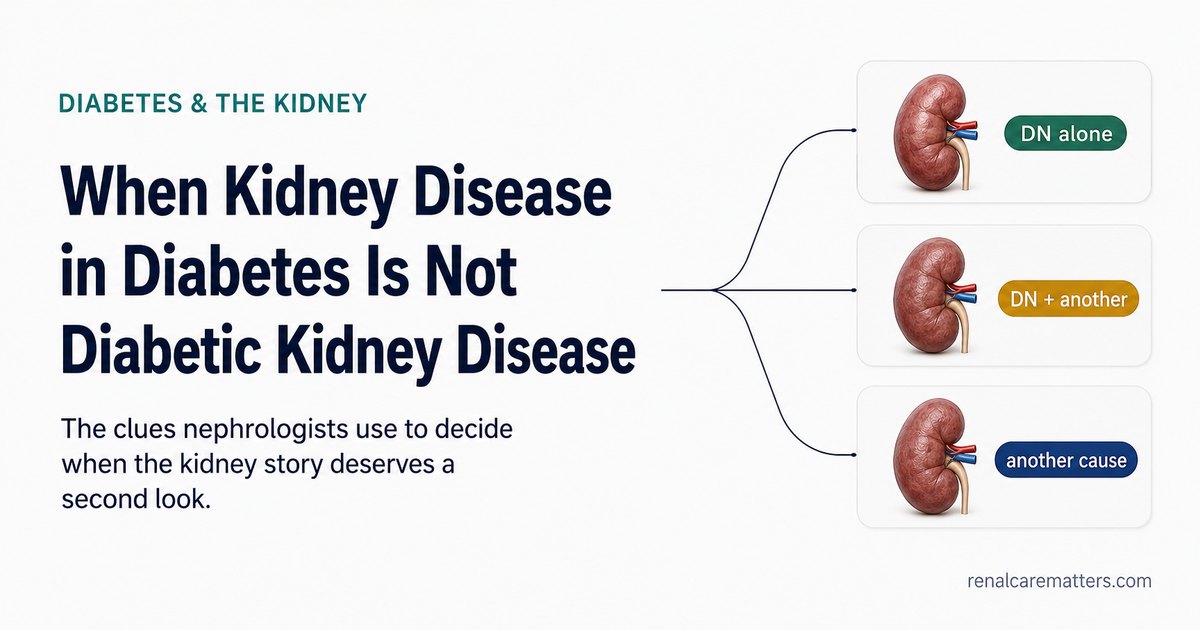 DIABETES & THE KIDNEY
When Kidney Disease
in Diabetes Is Not
Diabetic Kidney Disease
The clues nephrologists use to decide
when the kidney story deserves a
second look.
DN alone
DN + another
another cause
renalcarematters.com